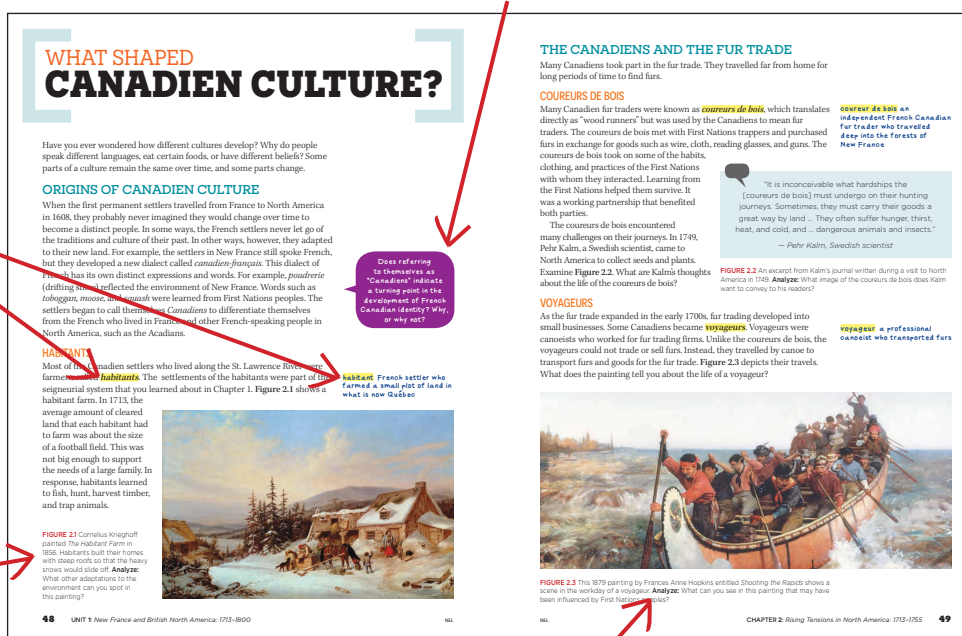 WHAT SHAPED
CANADIEN CULTURE?
Have you ever wondered how different cultures develop? Why do people
speak different languages, eat certain foods, or have different beliefs? Some
parts of a culture remain the same over time, and some parts change.
ORIGINS OF CANADIEN CULTURE
When the first permanent settlers travelled from France to North America
in 1608, they probably never imagined they would change over time to
become a distinct people. In some ways, the French settlers never let go of
the traditions and culture of their past. In other ways, however, they adapted
to their new land. For example, the settlers in New France still spoke French,
but they developed a new dialect called canadien-français. This dialect of
French has its own distinct expressions and words. For example, poudrerie
(drifting snow) reflected the environment of New France. Words such as
toboggan, moose, and squash were learned from First Nations peoples. The
settlers began to call themselves Canadiens to differentiate themselves
from the French who lived in France and other French-speaking people in
North America, such as the Acadians.
Does referring
to themselves as
"Canadiens" indicate
a turning point in the
development of French
Canadian identity? Why,
or why not?
HABITANTS
Most of the Canadien settlers who lived along the St. Lawrence River were
farmers habitants. The settlements of the habitants were part of the
seigneurial system that you learned about in Chapter 1. Figure 2.1 shows a
habitant farm. In 1713, the
average amount of cleared
land that each habitant had
to farm was about the size
of a football field. This was
not big enough to support
the needs of a large family. In
response, habitants learned
to fish, hunt, harvest timber,
and trap animals.
habitant French settler who
farmed a small plot of land in
what is now Québec
FIGURE 2.1 Cornelius Krieghoff
painted The Habitant Farm in
1856. Habitants built their homes
with steep roofs so that the heavy
snows would slide off. Analyze:
What other adaptations to the
environment can you spot in
this painting?
48 UNIT 1: New France and British North America: 1713–1800 NEL
THE CANADIENS AND THE FUR TRADE
Many Canadiens took part in the fur trade. They travelled far from home for
long periods of time to find furs.
COUREURS DE BOIS
Many Canadien fur traders were known as coureurs de bois, which translates
directly as "wood runners" but was used by the Canadiens to mean fur
traders. The coureurs de bois met with First Nations trappers and purchased
furs in exchange for goods such as wire, cloth, reading glasses, and guns. The
coureurs de bois took on some of the habits,
clothing, and practices of the First Nations
with whom they interacted. Learning from
the First Nations helped them survive. It
was a working partnership that benefited
both parties.
The coureurs de bois encountered
many challenges on their journeys. In 1749,
Pehr Kalm, a Swedish scientist, came to
North America to collect seeds and plants.
Examine Figure 2.2. What are Kalm's thoughts
about the life of the coureurs de bois?
coureur de bois an
independent French Canadian
fur trader who travelled
deep into the forests of
New France
"It is inconceivable what hardships the
[coureurs de bois] must undergo on their hunting
journeys. Sometimes, they must carry their goods a
great way by land ... They often suffer hunger, thirst,
heat, and cold, and ... dangerous animals and insects."
— Pehr Kalm, Swedish scientist
FIGURE 2.2 An excerpt from Kalm's journal written during a visit to North
America in 1749. Analyze: What image of the coureurs de bois does Kalm
want to convey to his readers?
VOYAGEURS
As the fur trade expanded in the early 1700s, fur trading developed into
small businesses. Some Canadiens became voyageurs. Voyageurs were
canoeists who worked for fur trading firms. Unlike the coureurs de bois, the
voyageurs could not trade or sell furs. Instead, they travelled by canoe to
transport furs and goods for the fur trade. Figure 2.3 depicts their travels.
What does the painting tell you about the life of a voyageur?
voyageur a professional
canoeist who transported furs
FIGURE 2.3 This 1879 painting by Frances Anne Hopkins entitled Shooting the Rapids shows a
scene in the workday of a voyageur. Analyze: What can you see in this painting that may have
been influenced by First Nations peoples?
NEL CHAPTER 2: Rising Tensions in North America: 1713–1755 49